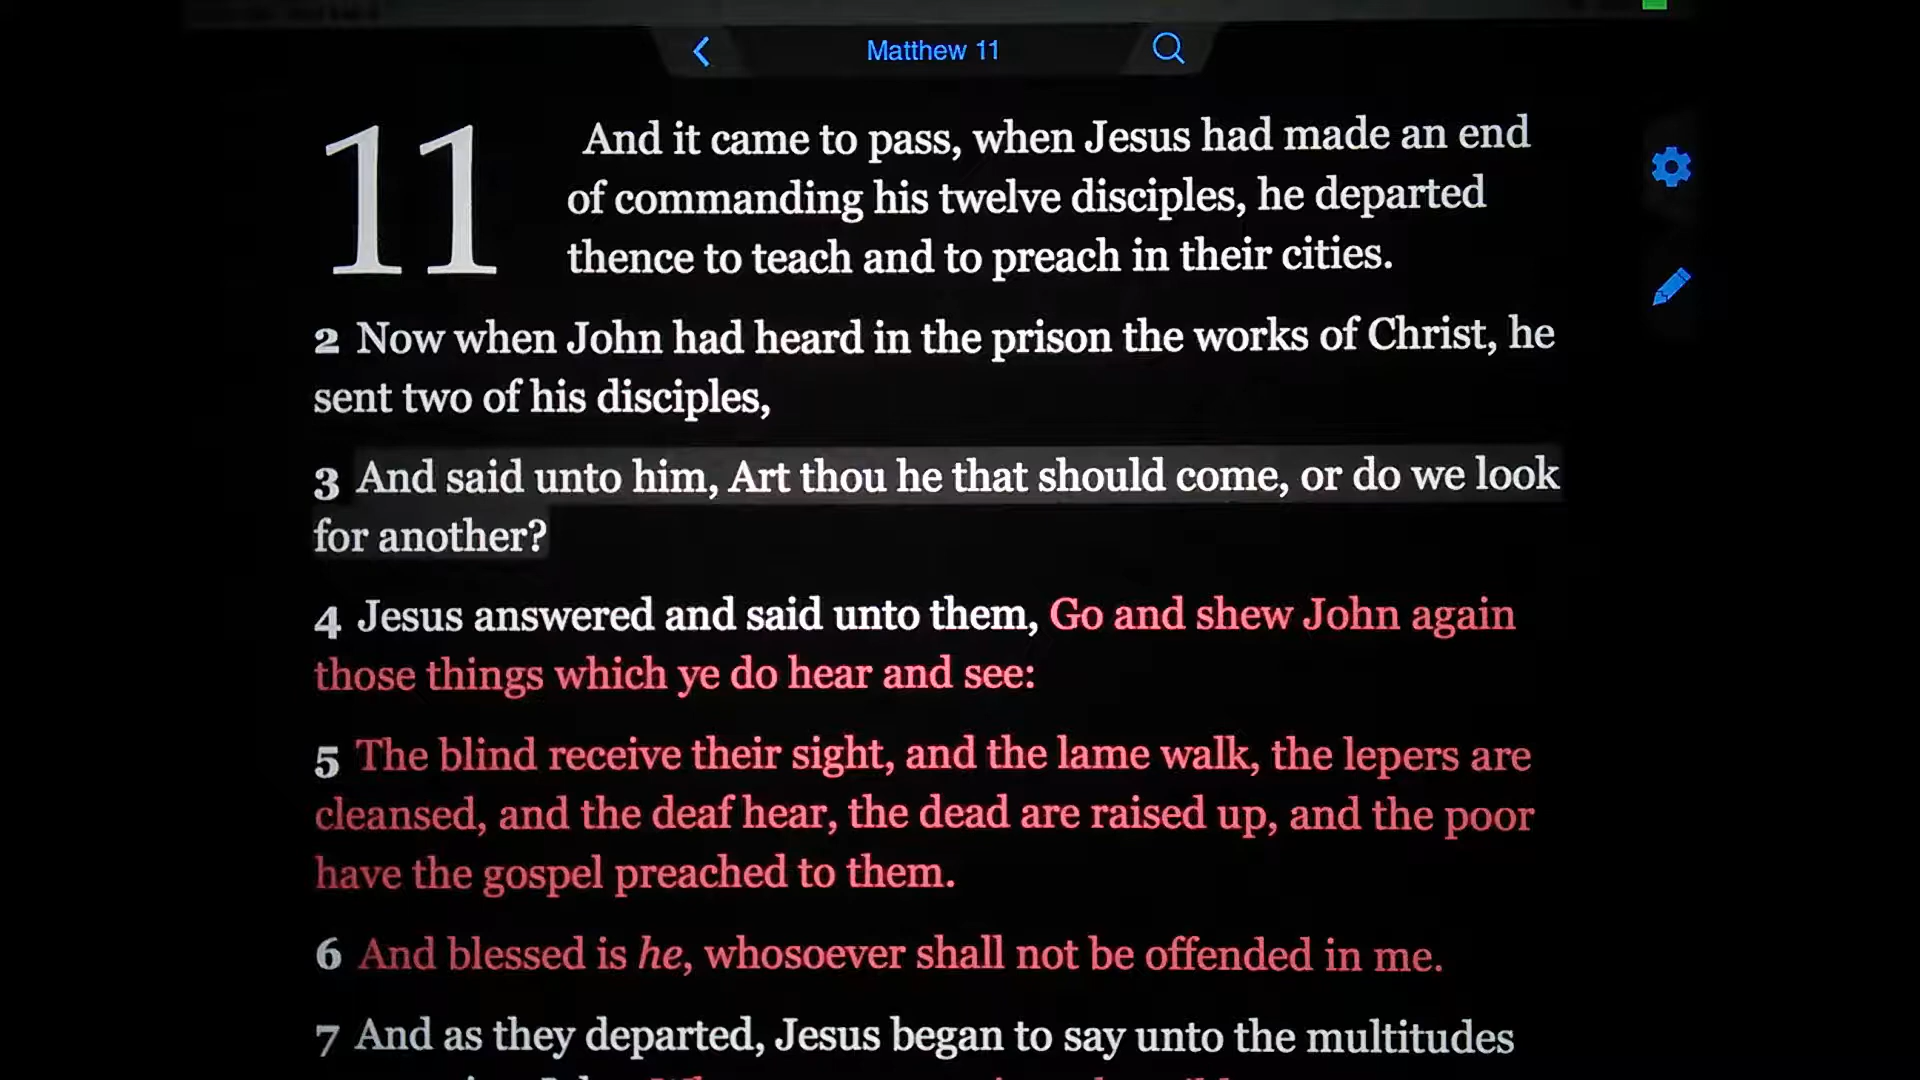 Matthew 11
11 And it came to pass, when Jesus had made an end
of commanding his twelve disciples, he departed
thence to teach and to preach in their cities.
2 Now when John had heard in the prison the works of Christ, he
sent two of his disciples,
3 And said unto him, Art thou he that should come, or do we look
for another?
4 Jesus answered and said unto them, Go and shew John again
those things which ye do hear and see:
5 The blind receive their sight, and the lame walk, the lepers are
cleansed, and the deaf hear, the dead are raised up, and the poor
have the gospel preached to them.
6 And blessed is he, whosoever shall not be offended in me.
7 And as they departed, Jesus began to say unto the multitudes